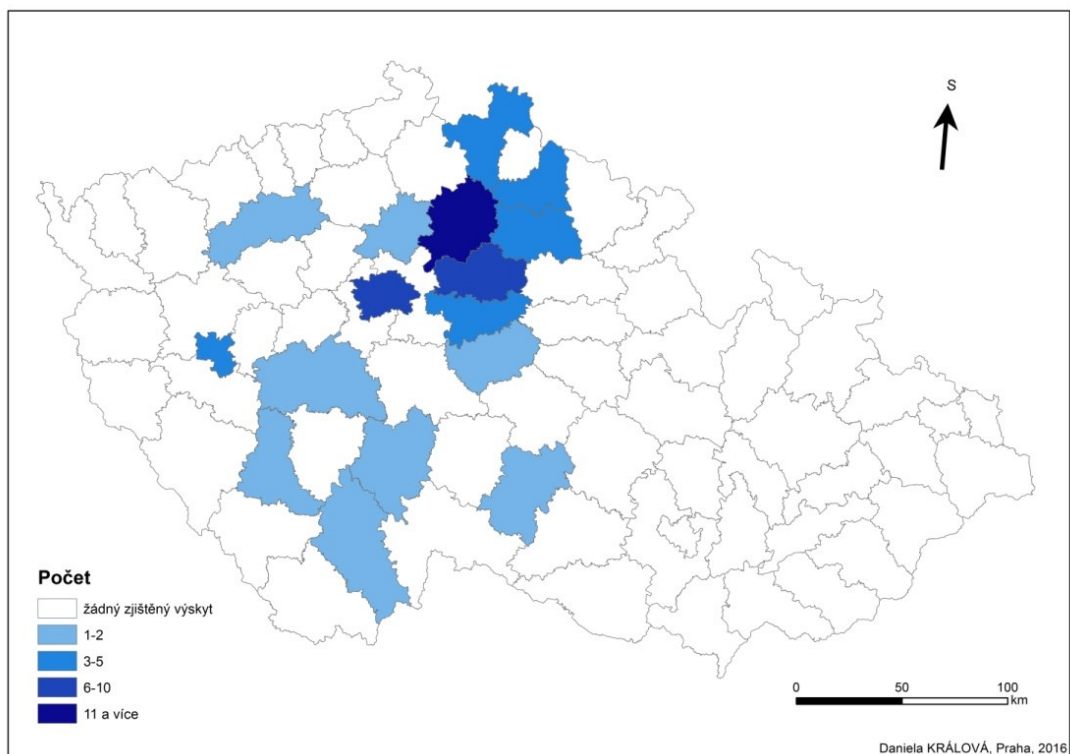 S
Počet
žádný zjištěný výskyt
1-2
3-5
6-10
11 a více
0 50 100
km
Daniela KRÁLOVÁ, Praha, 2016